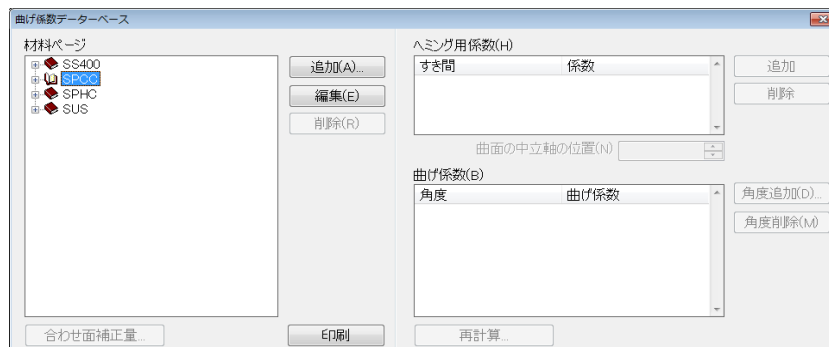 曲げ係数データーベース
材料ページ
SS400
SPCC
SPHC
SUS
追加(A)...
編集(E)
削除(R)
合わせ面補正量...
印刷
ヘミング用係数(H)
すき間 係数
追加
削除
曲面の中立軸の位置(N)
曲げ係数(B)
角度 曲げ係数
角度追加(D)...
角度削除(M)
再計算...